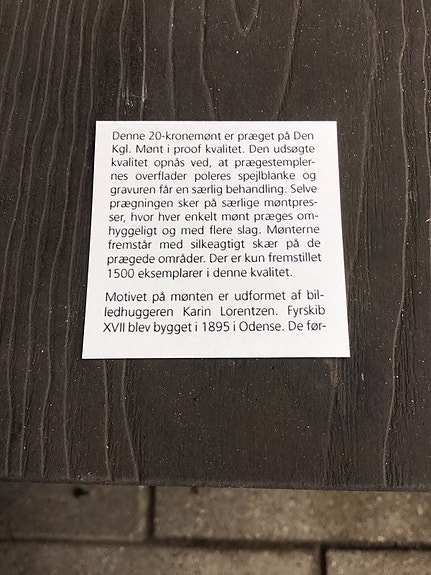 Denne 20-kronemønt er præget på Den
Kgl. Mønt i proof kvalitet. Den udsøgte
kvalitet opnås ved, at prægestempler-
nes overflader poleres spejlblanke og
gravuren får en særlig behandling. Selve
prægningen sker på særlige møntpres-
ser, hvor hver enkelt mønt præges om-
hyggeligt og med flere slag. Mønterne
fremstår med silkeagtigt skær på de
prægede områder. Der er kun fremstillet
1500 eksemplarer i denne kvalitet.
Motivet på mønten er udformet af bil-
ledhuggeren Karin Lorentzen. Fyrskib
XVII blev bygget i 1895 i Odense. De før-